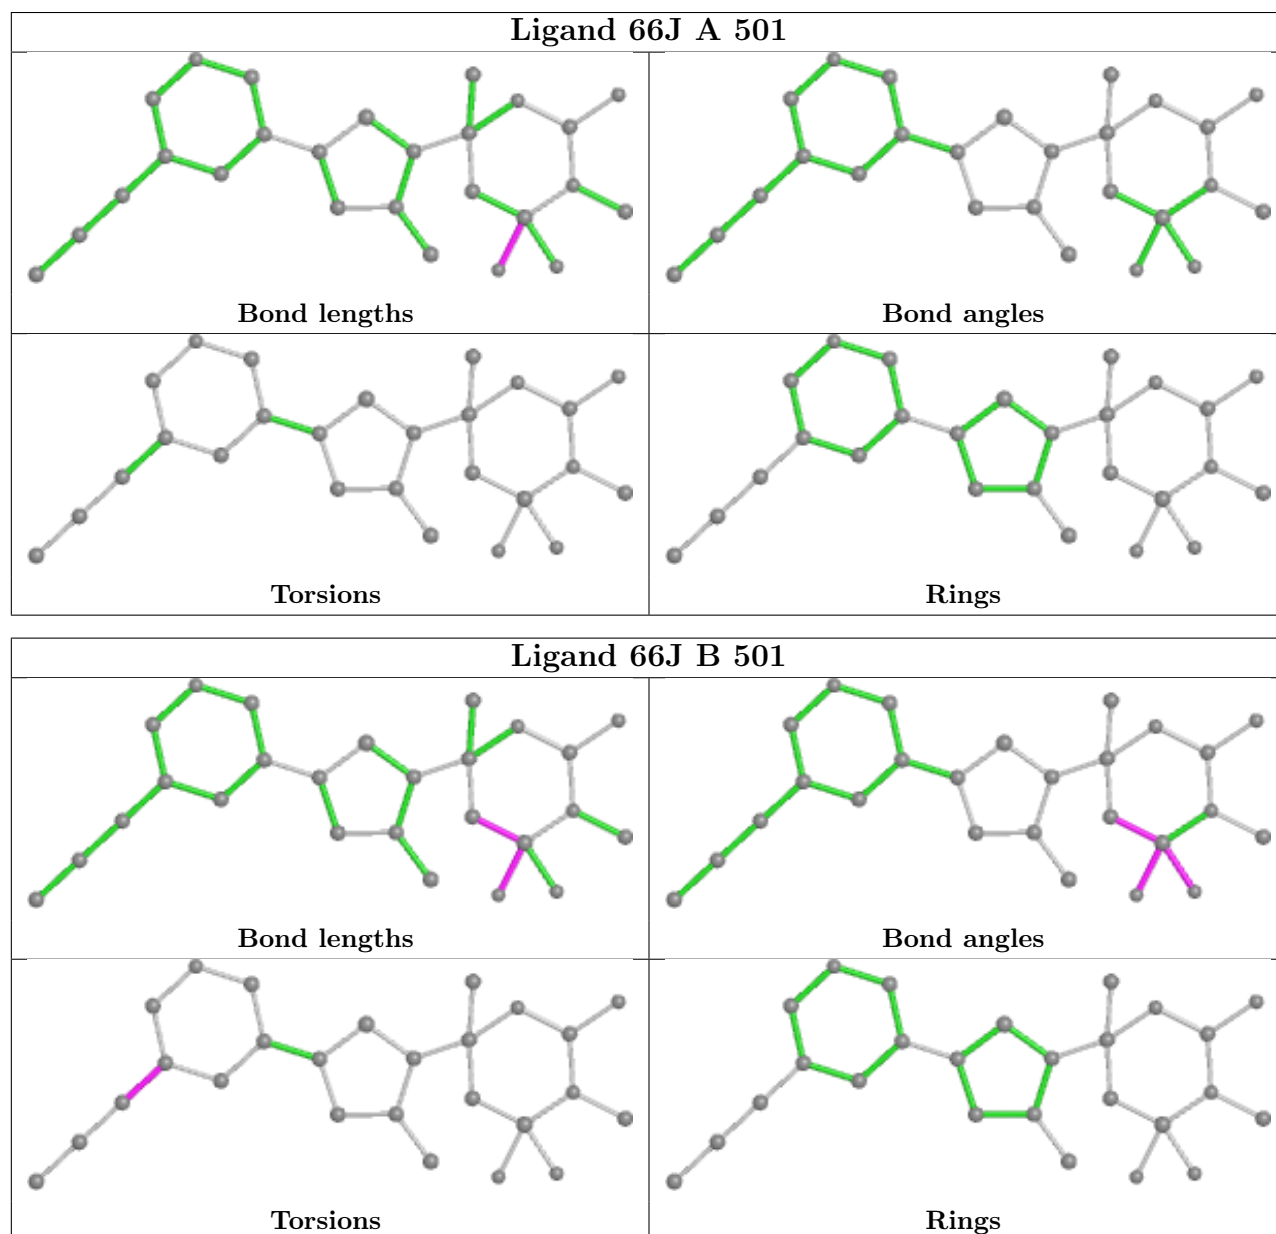 Ligand 66J A 501
Bond lengths
Bond angles
Torsions
Rings
Ligand 66J B 501
Bond lengths
Bond angles
Torsions
Rings